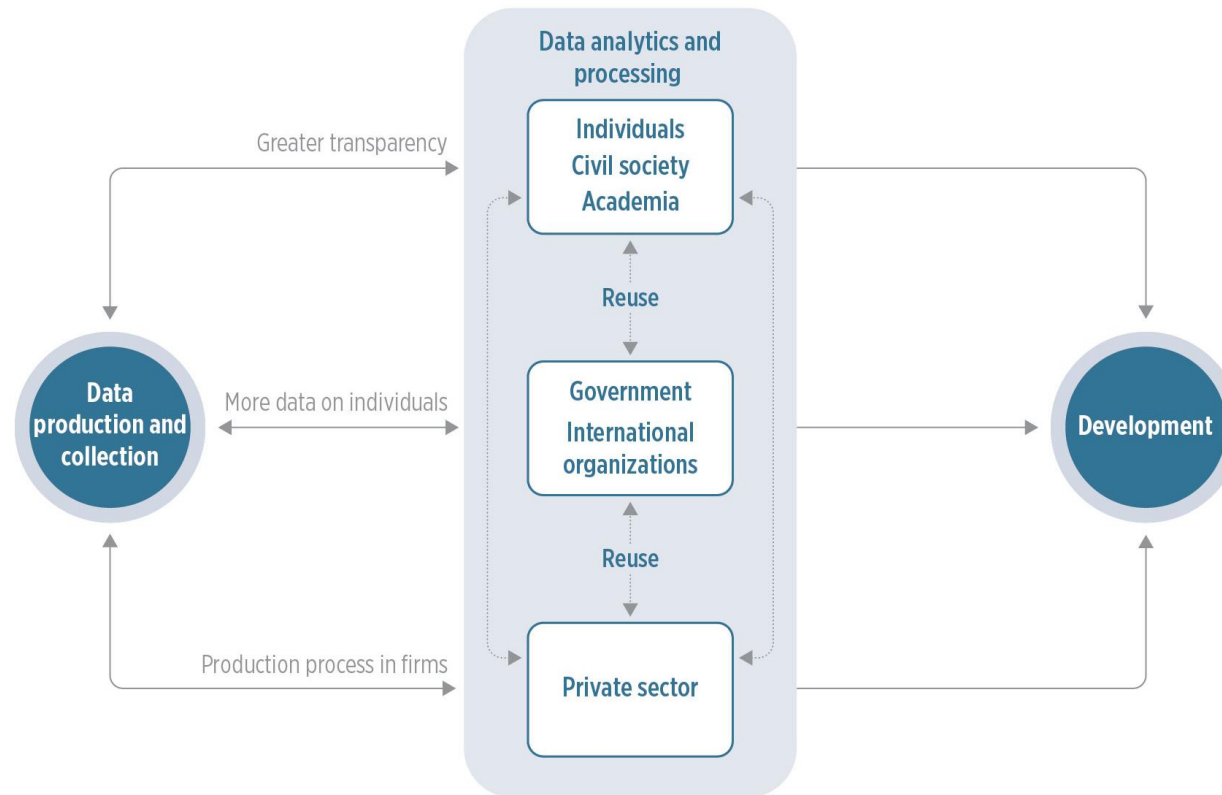 Data analytics and
processing
Individuals
Civil society
Academia
Greater transparency
Reuse
Data
production and
collection
More data on individuals
Government
International
organizations
Development
Reuse
Production process in firms
Private sector